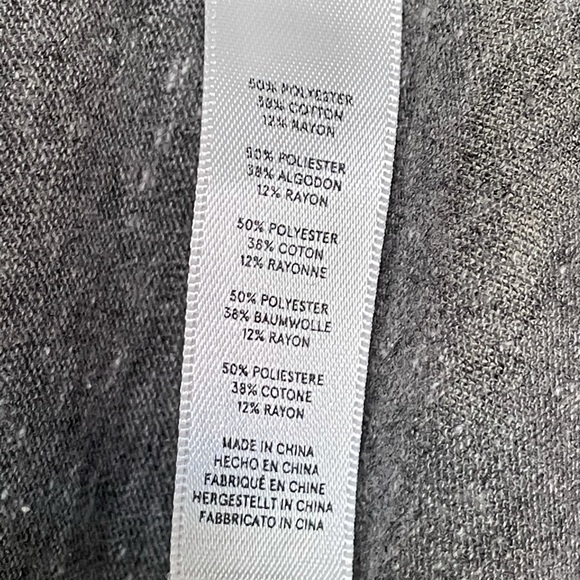 50% POLYESTER
38% COTTON
12% RAYON
50% POLIESTER
38% ALGODON
12% RAYON
50% POLYESTER
38% COTON
12% RAYONNE
50% POLYESTER
38% BAUMWOLLE
12% RAYON
50% POLIESTERE
38% COTONE
12% RAYON
MADE IN CHINA
HECHO EN CHINA
FABRIQUÉ EN CHINE
HERGESTELLT IN CHINA
FABBRICATO IN CINA